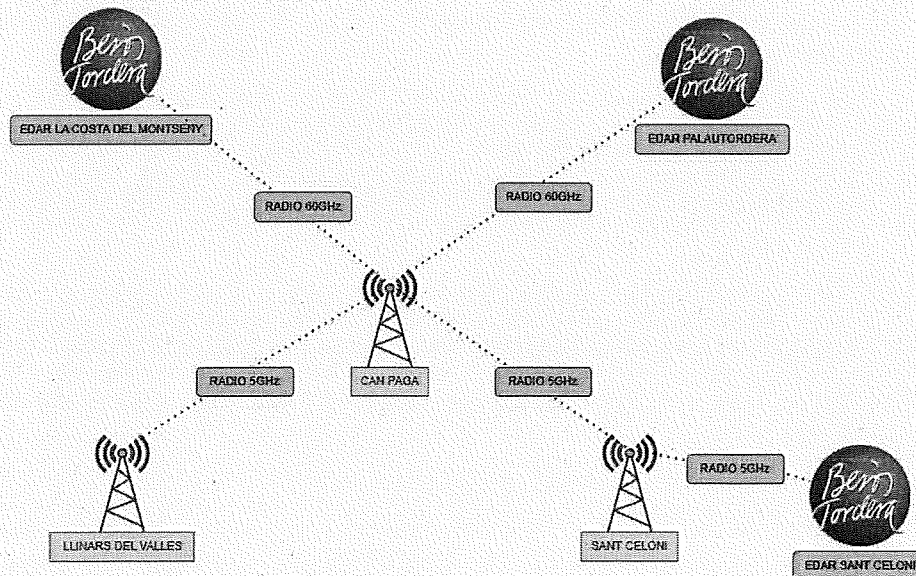 Besòs
Tordera
EDAR LA COSTA DEL MONTSENY
Besòs
Tordera
EDAR PALAUTORDERA
RADIO 60GHz
RADIO 60GHz
CAN PAGA
RADIO 5GHz
RADIO 5GHz
LLINARS DEL VALLES
SANT CELONI
RADIO 5GHz
Besòs
Tordera
EDAR SANT CELONI